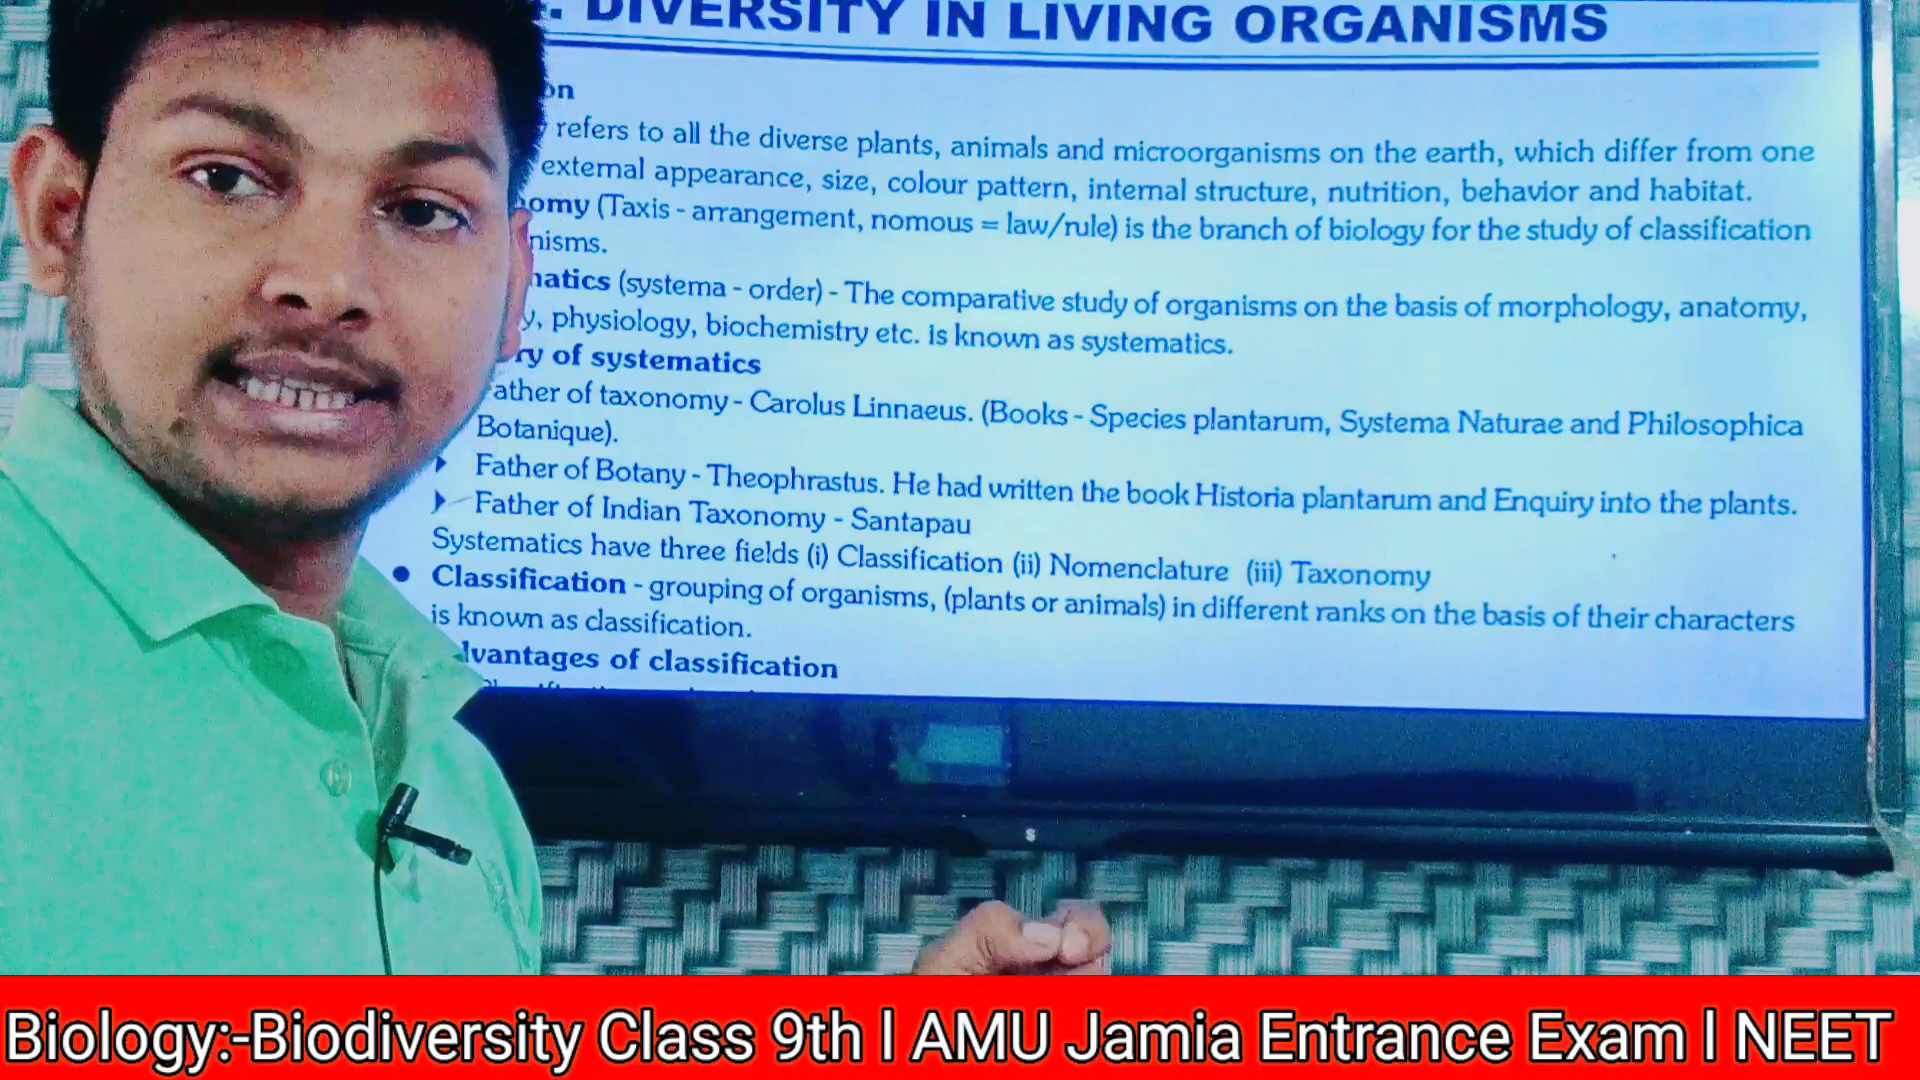 . DIVERSITY IN LIVING ORGANISMS
on
refers to all the diverse plants, animals and microorganisms on the earth, which differ from one
external appearance, size, colour pattern, internal structure, nutrition, behavior and habitat.
omy (Taxis - arrangement, nomous = law/rule) is the branch of biology for the study of classification
nisms.
natics (systema - order) - The comparative study of organisms on the basis of morphology, anatomy,
y, physiology, biochemistry etc. is known as systematics.
ry of systematics
ather of taxonomy - Carolus Linnaeus. (Books - Species plantarum, Systema Naturae and Philosophica
Botanique).
Father of Botany - Theophrastus. He had written the book Historia plantarum and Enquiry into the plants.
Father of Indian Taxonomy - Santapau
Systematics have three fields (i) Classification (ii) Nomenclature (iii) Taxonomy
● Classification - grouping of organisms, (plants or animals) in different ranks on the basis of their characters
is known as classification.
lvantages of classification
Biology:-Biodiversity Class 9th l AMU Jamia Entrance Exam l NEET